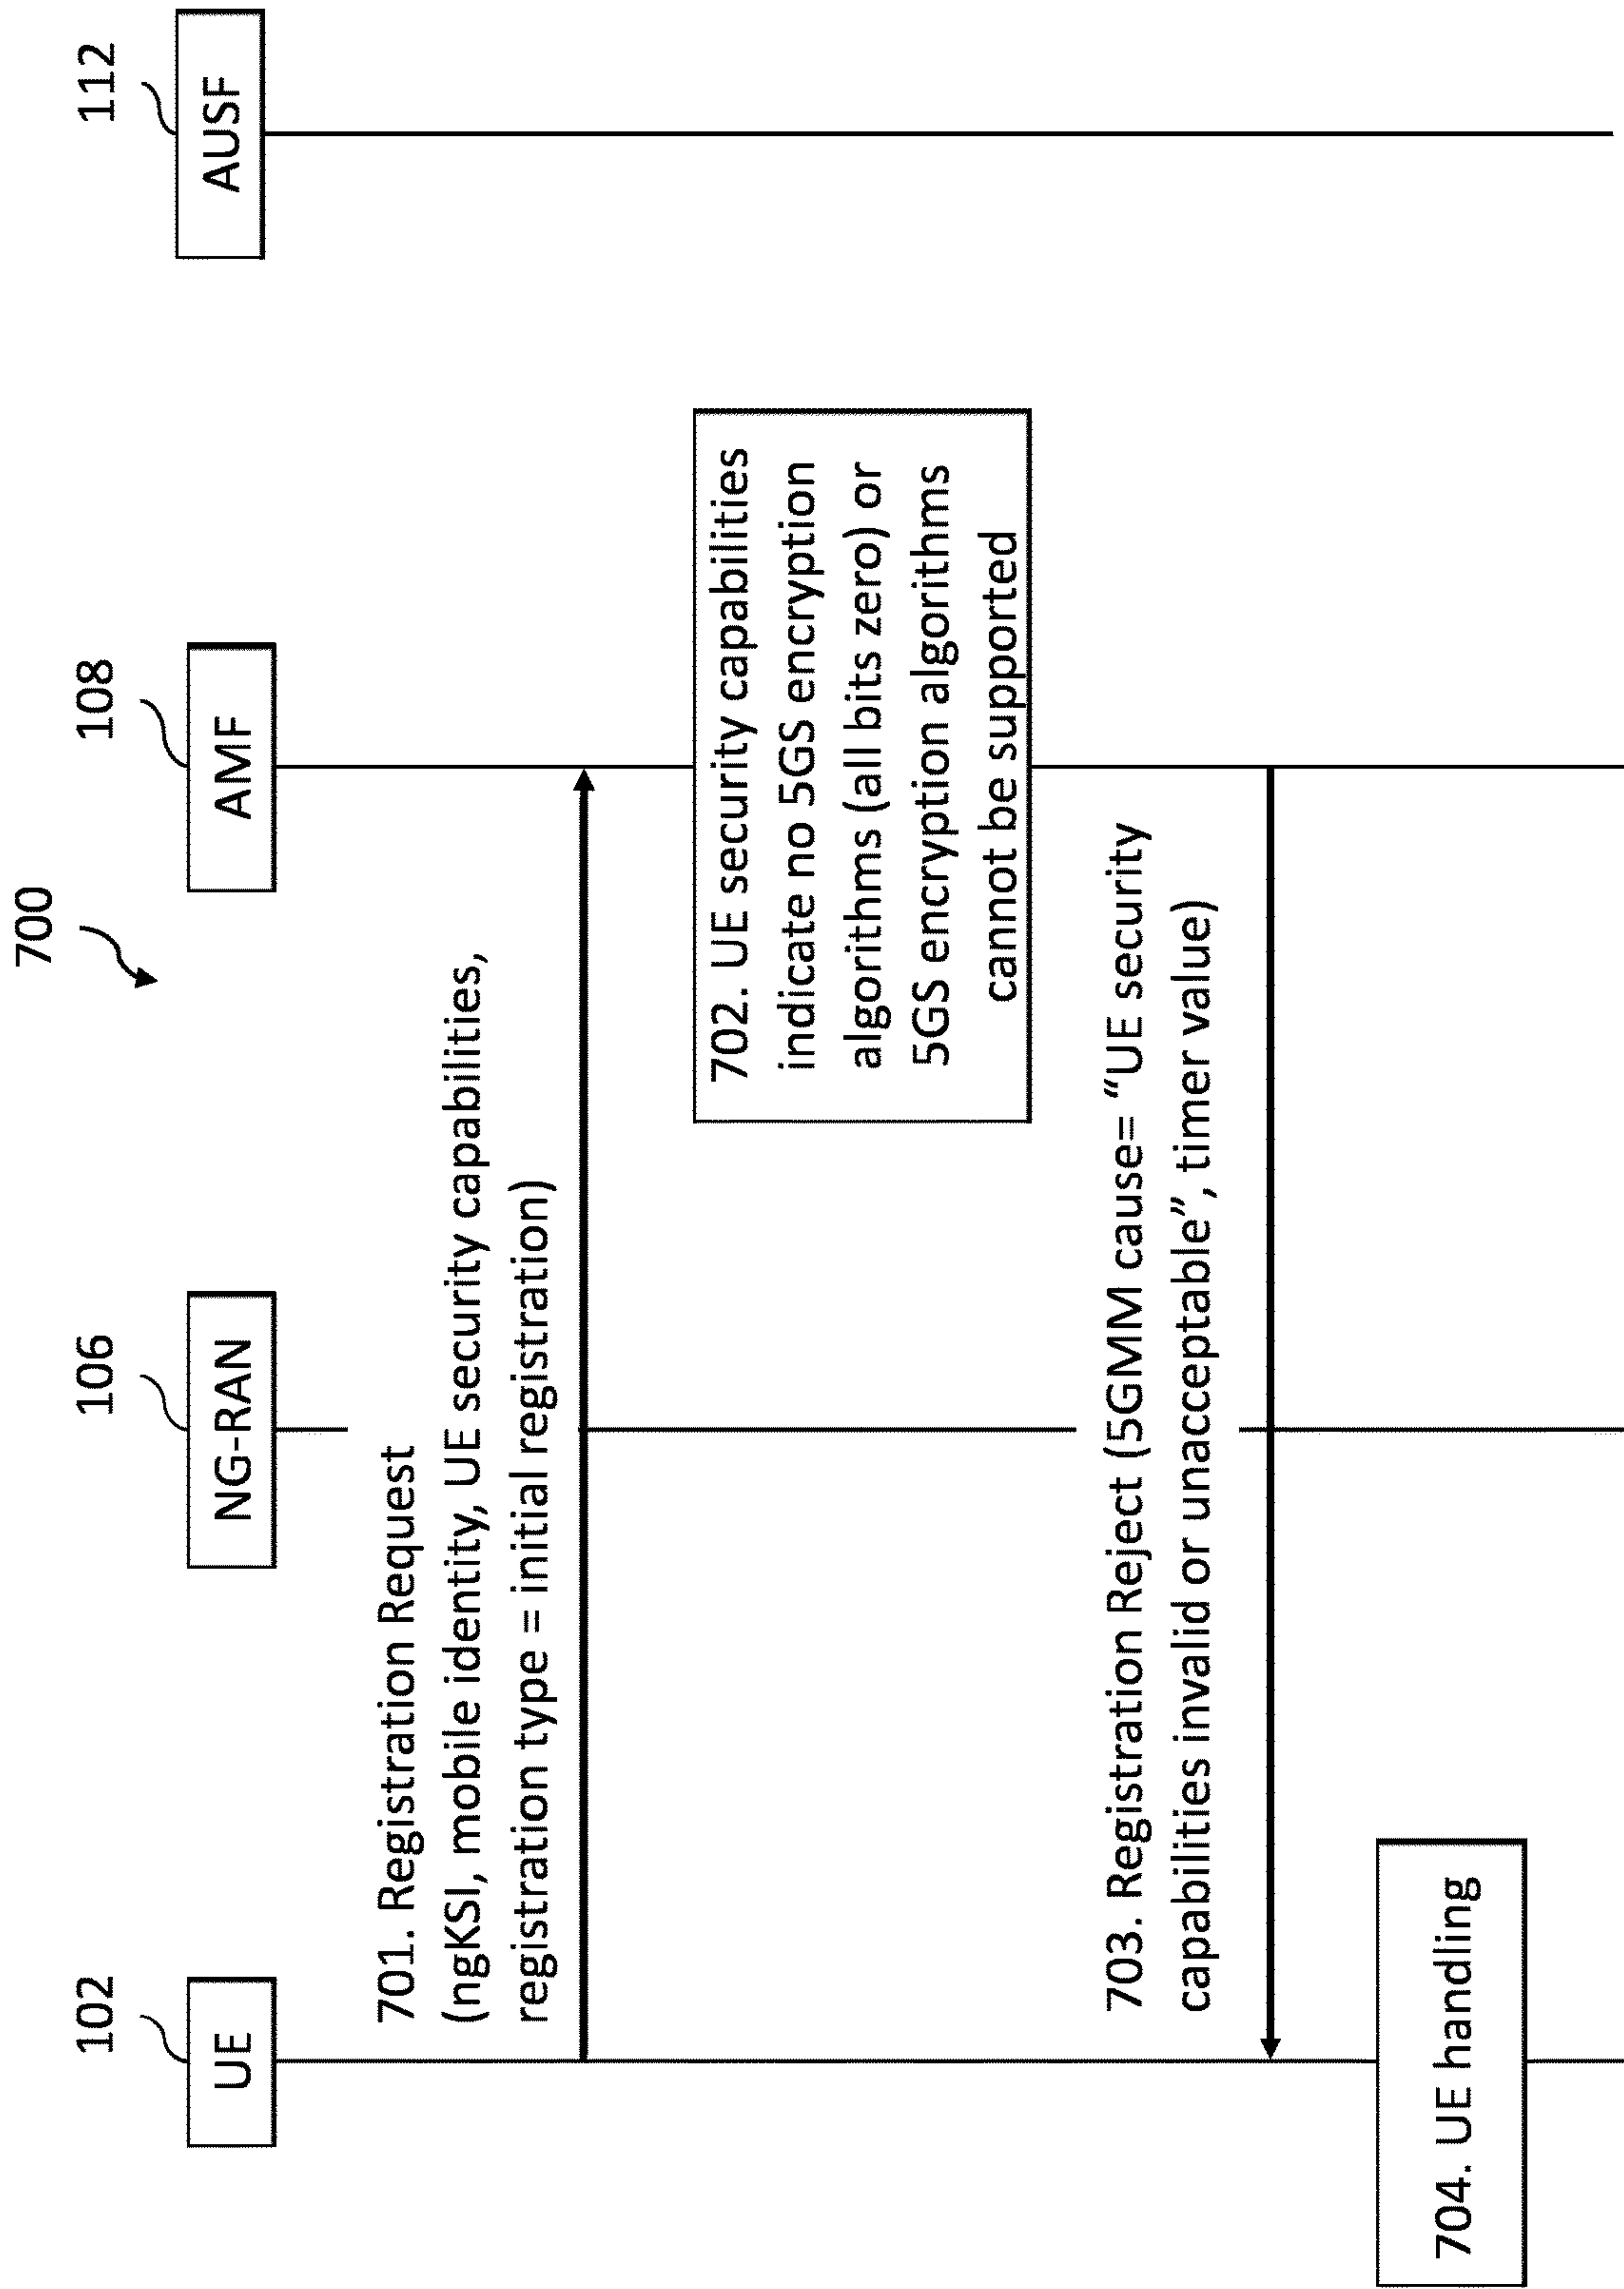 700
102
106
108
112
UE
NG-RAN
AMF
AUSF
701. Registration Request
(ngKSI, mobile identity, UE security capabilities,
registration type = initial registration)
702. UE security capabilities
indicate no 5GS encryption
algorithms (all bits zero) or
5GS encryption algorithms
cannot be supported
703. Registration Reject (5GMM cause= “UE security
capabilities invalid or unacceptable”, timer value)
704. UE handling